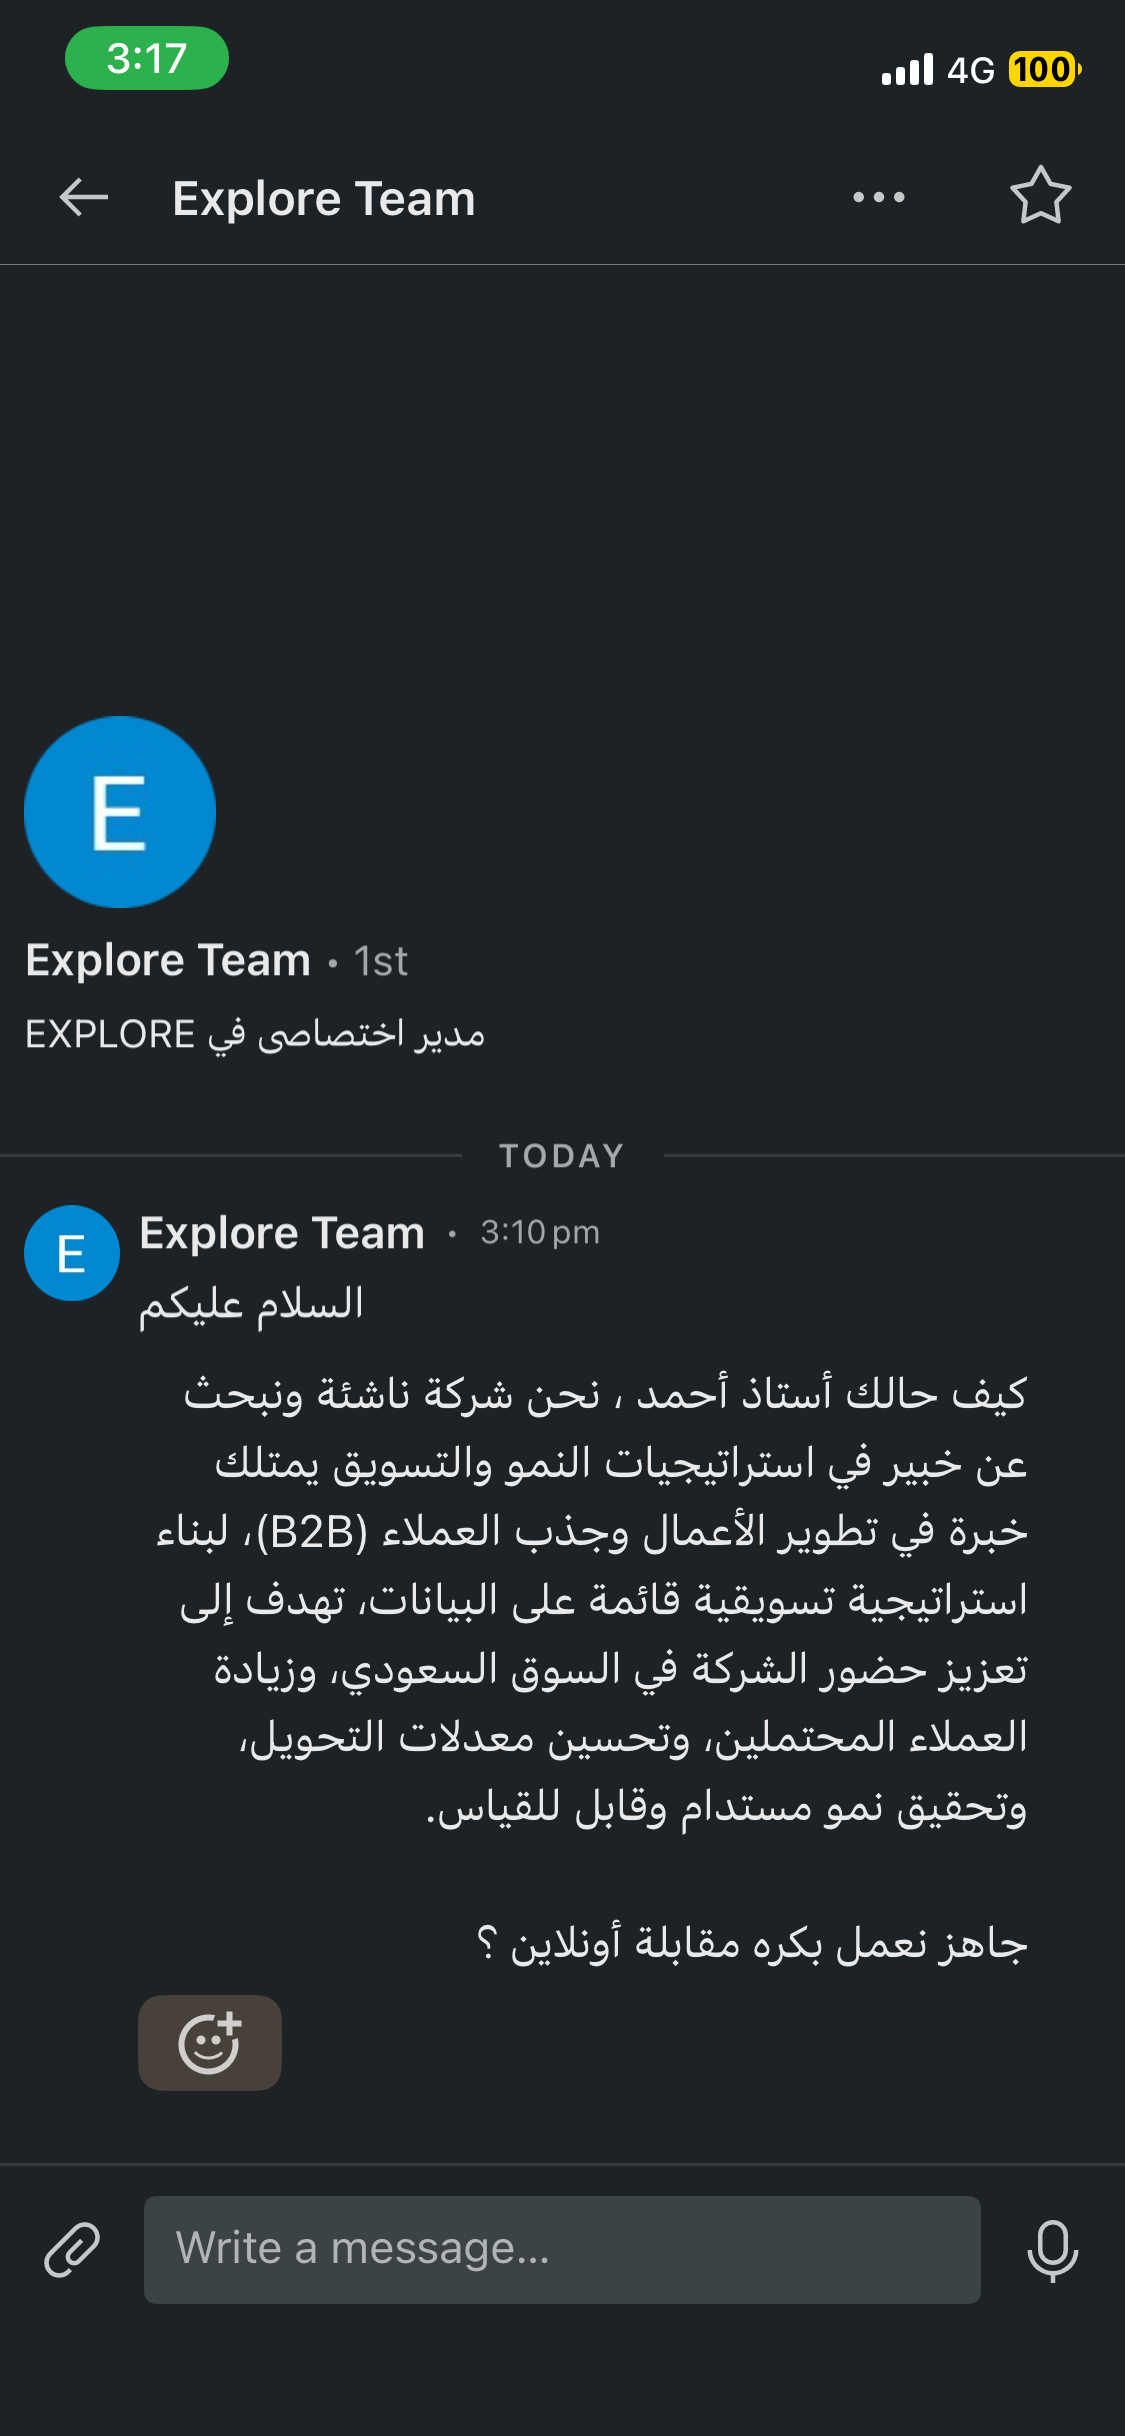 3:17
4G 100
Explore Team
E
Explore Team • 1st
مدير اختصاصى في EXPLORE
TODAY
E
Explore Team • 3:10 pm
السلام عليكم
كيف حالك أستاذ أحمد ، نحن شركة ناشئة ونبحث
عن خبير في استراتيجيات النمو والتسويق يمتلك
خبرة في تطوير الأعمال وجذب العملاء (B2B)، لبناء
استراتيجية تسويقية قائمة على البيانات، تهدف إلى
تعزيز حضور الشركة في السوق السعودي، وزيادة
العملاء المحتملين، وتحسين معدلات التحويل،
وتحقيق نمو مستدام وقابل للقياس.
جاهز نعمل بكره مقابلة أونلاين ؟
Write a message...